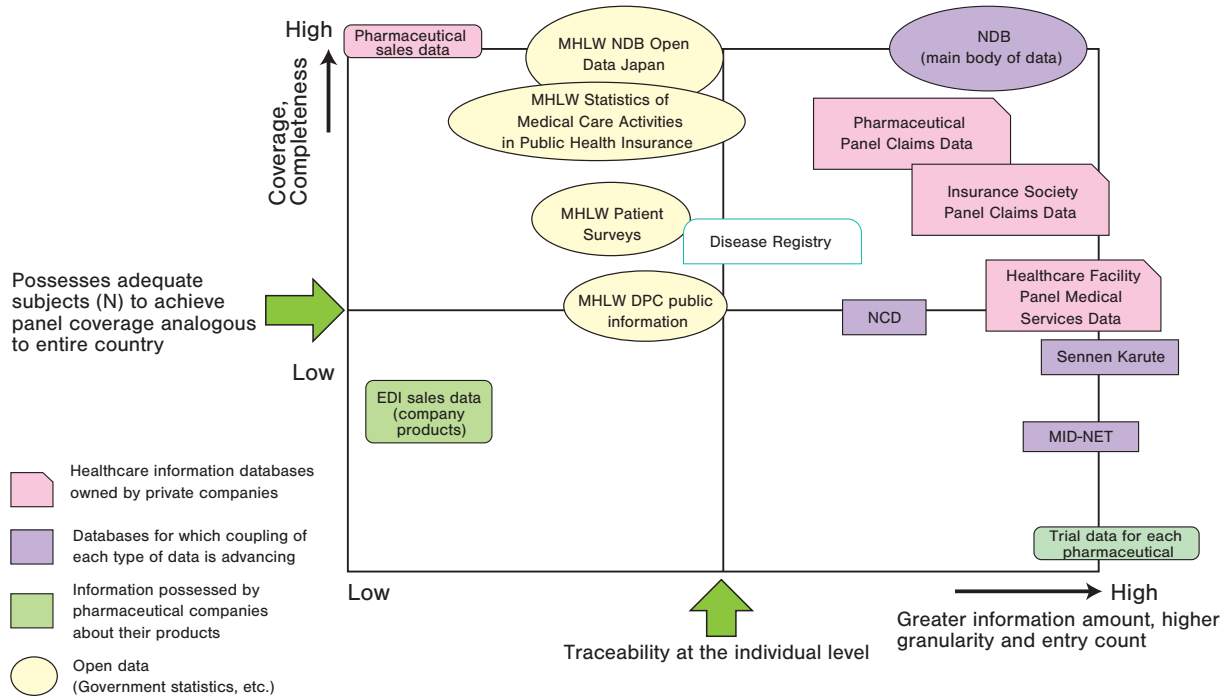 High
Coverage,
Completeness
Pharmaceutical
sales data
MHLW NDB Open
Data Japan
NDB
(main body of data)
MHLW Statistics of
Medical Care Activities
in Public Health Insurance
Pharmaceutical
Panel Claims Data
Insurance Society
Panel Claims Data
MHLW Patient
Surveys
Disease Registry
Possesses adequate
subjects (N) to achieve
panel coverage analogous
to entire country
MHLW DPC public
information
NCD
Healthcare Facility
Panel Medical
Services Data
Low
Sennen Karute
EDI sales data
(company
products)
MID-NET
Trial data for each
pharmaceutical
Healthcare information databases
owned by private companies
Databases for which coupling of
each type of data is advancing
Information possessed by
pharmaceutical companies
about their products
Open data
(Government statistics, etc.)
Low
High
Traceability at the individual level
Greater information amount, higher
granularity and entry count